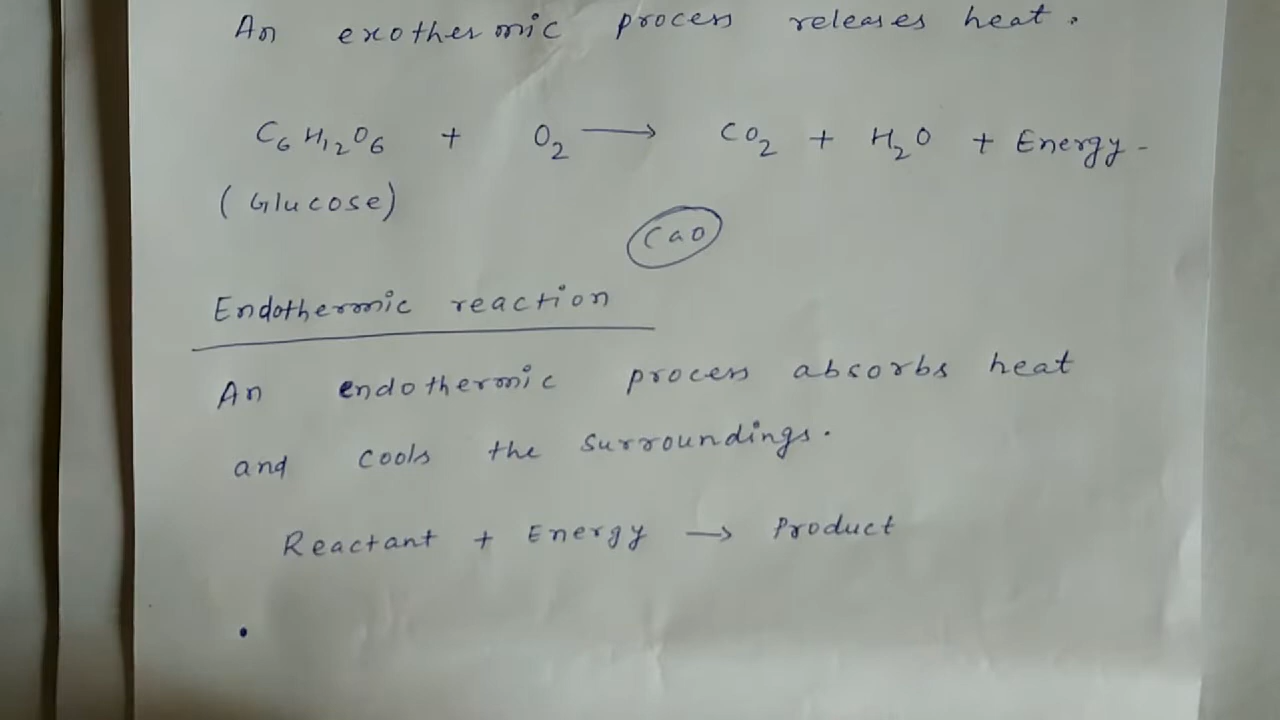 An exothermic process releases heat.
C₆H₁₂O₆ + O₂ ⟶ CO₂ + H₂O + Energy -
(Glucose)
CaO
Endothermic reaction
An endothermic process absorbs heat
and cools the surroundings.
Reactant + Energy → Product